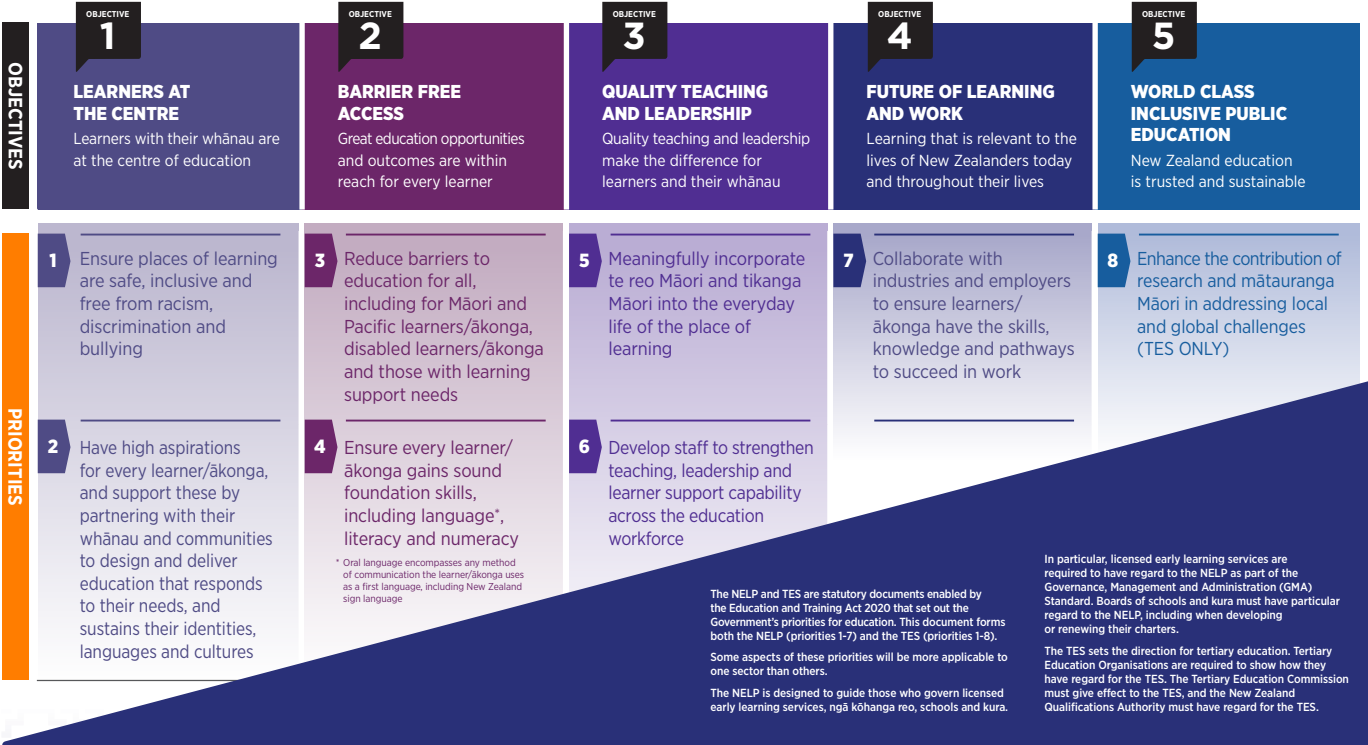 OBJECTIVES
OBJECTIVE
1
LEARNERS AT
THE CENTRE
Learners with their whānau are
at the centre of education
OBJECTIVE
2
BARRIER FREE
ACCESS
Great education opportunities
and outcomes are within
reach for every learner
OBJECTIVE
3
QUALITY TEACHING
AND LEADERSHIP
Quality teaching and leadership
make the difference for
learners and their whānau
OBJECTIVE
4
FUTURE OF LEARNING
AND WORK
Learning that is relevant to the
lives of New Zealanders today
and throughout their lives
OBJECTIVE
5
WORLD CLASS
INCLUSIVE PUBLIC
EDUCATION
New Zealand education
is trusted and sustainable
PRIORITIES
1
Ensure places of learning
are safe, inclusive and
free from racism,
discrimination and
bullying
2
Have high aspirations
for every learner/ākonga,
and support these by
partnering with their
whānau and communities
to design and deliver
education that responds
to their needs, and
sustains their identities,
languages and cultures
3
Reduce barriers to
education for all,
including for Māori and
Pacific learners/ākonga,
disabled learners/ākonga
and those with learning
support needs
4
Ensure every learner/
ākonga gains sound
foundation skills,
including language*,
literacy and numeracy
* Oral language encompasses any method
of communication the learner/ākonga uses
as a first language, including New Zealand
sign language
5
Meaningfully incorporate
te reo Māori and tikanga
Māori into the everyday
life of the place of
learning
6
Develop staff to strengthen
teaching, leadership and
learner support capability
across the education
workforce
7
Collaborate with
industries and employers
to ensure learners/
ākonga have the skills,
knowledge and pathways
to succeed in work
8
Enhance the contribution of
research and mātauranga
Māori in addressing local
and global challenges
(TES ONLY)
The NELP and TES are statutory documents enabled by
the Education and Training Act 2020 that set out the
Government's priorities for education. This document forms
both the NELP (priorities 1-7) and the TES (priorities 1-8).
Some aspects of these priorities will be more applicable to
one sector than others.
The NELP is designed to guide those who govern licensed
early learning services, ngā kōhanga reo, schools and kura.
In particular, licensed early learning services are
required to have regard to the NELP as part of the
Governance, Management and Administration (GMA)
Standard. Boards of schools and kura must have particular
regard to the NELP, including when developing
or renewing their charters.
The TES sets the direction for tertiary education. Tertiary
Education Organisations are required to show how they
have regard for the TES. The Tertiary Education Commission
must give effect to the TES, and the New Zealand
Qualifications Authority must have regard for the TES.